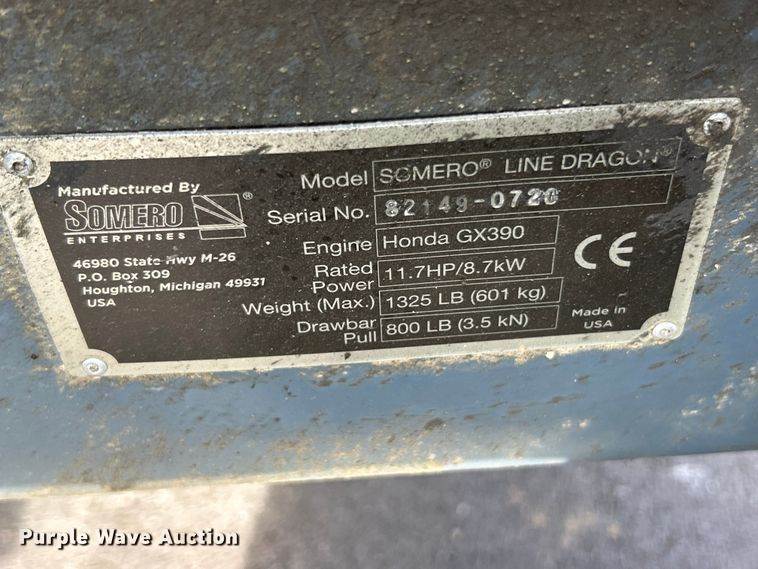 Manufactured By
SOMERO®
ENTERPRISES
46980 State Hwy M-26
P.O. Box 309
Houghton, Michigan 49931
USA
Model SOMERO® LINE DRAGON®
Serial No. 82149-0720
Engine Honda GX390
Rated Power 11.7HP/8.7kW
Weight (Max.) 1325 LB (601 kg)
Drawbar Pull 800 LB (3.5 kN)
CE
Made in
USA
Purple Wave Auction